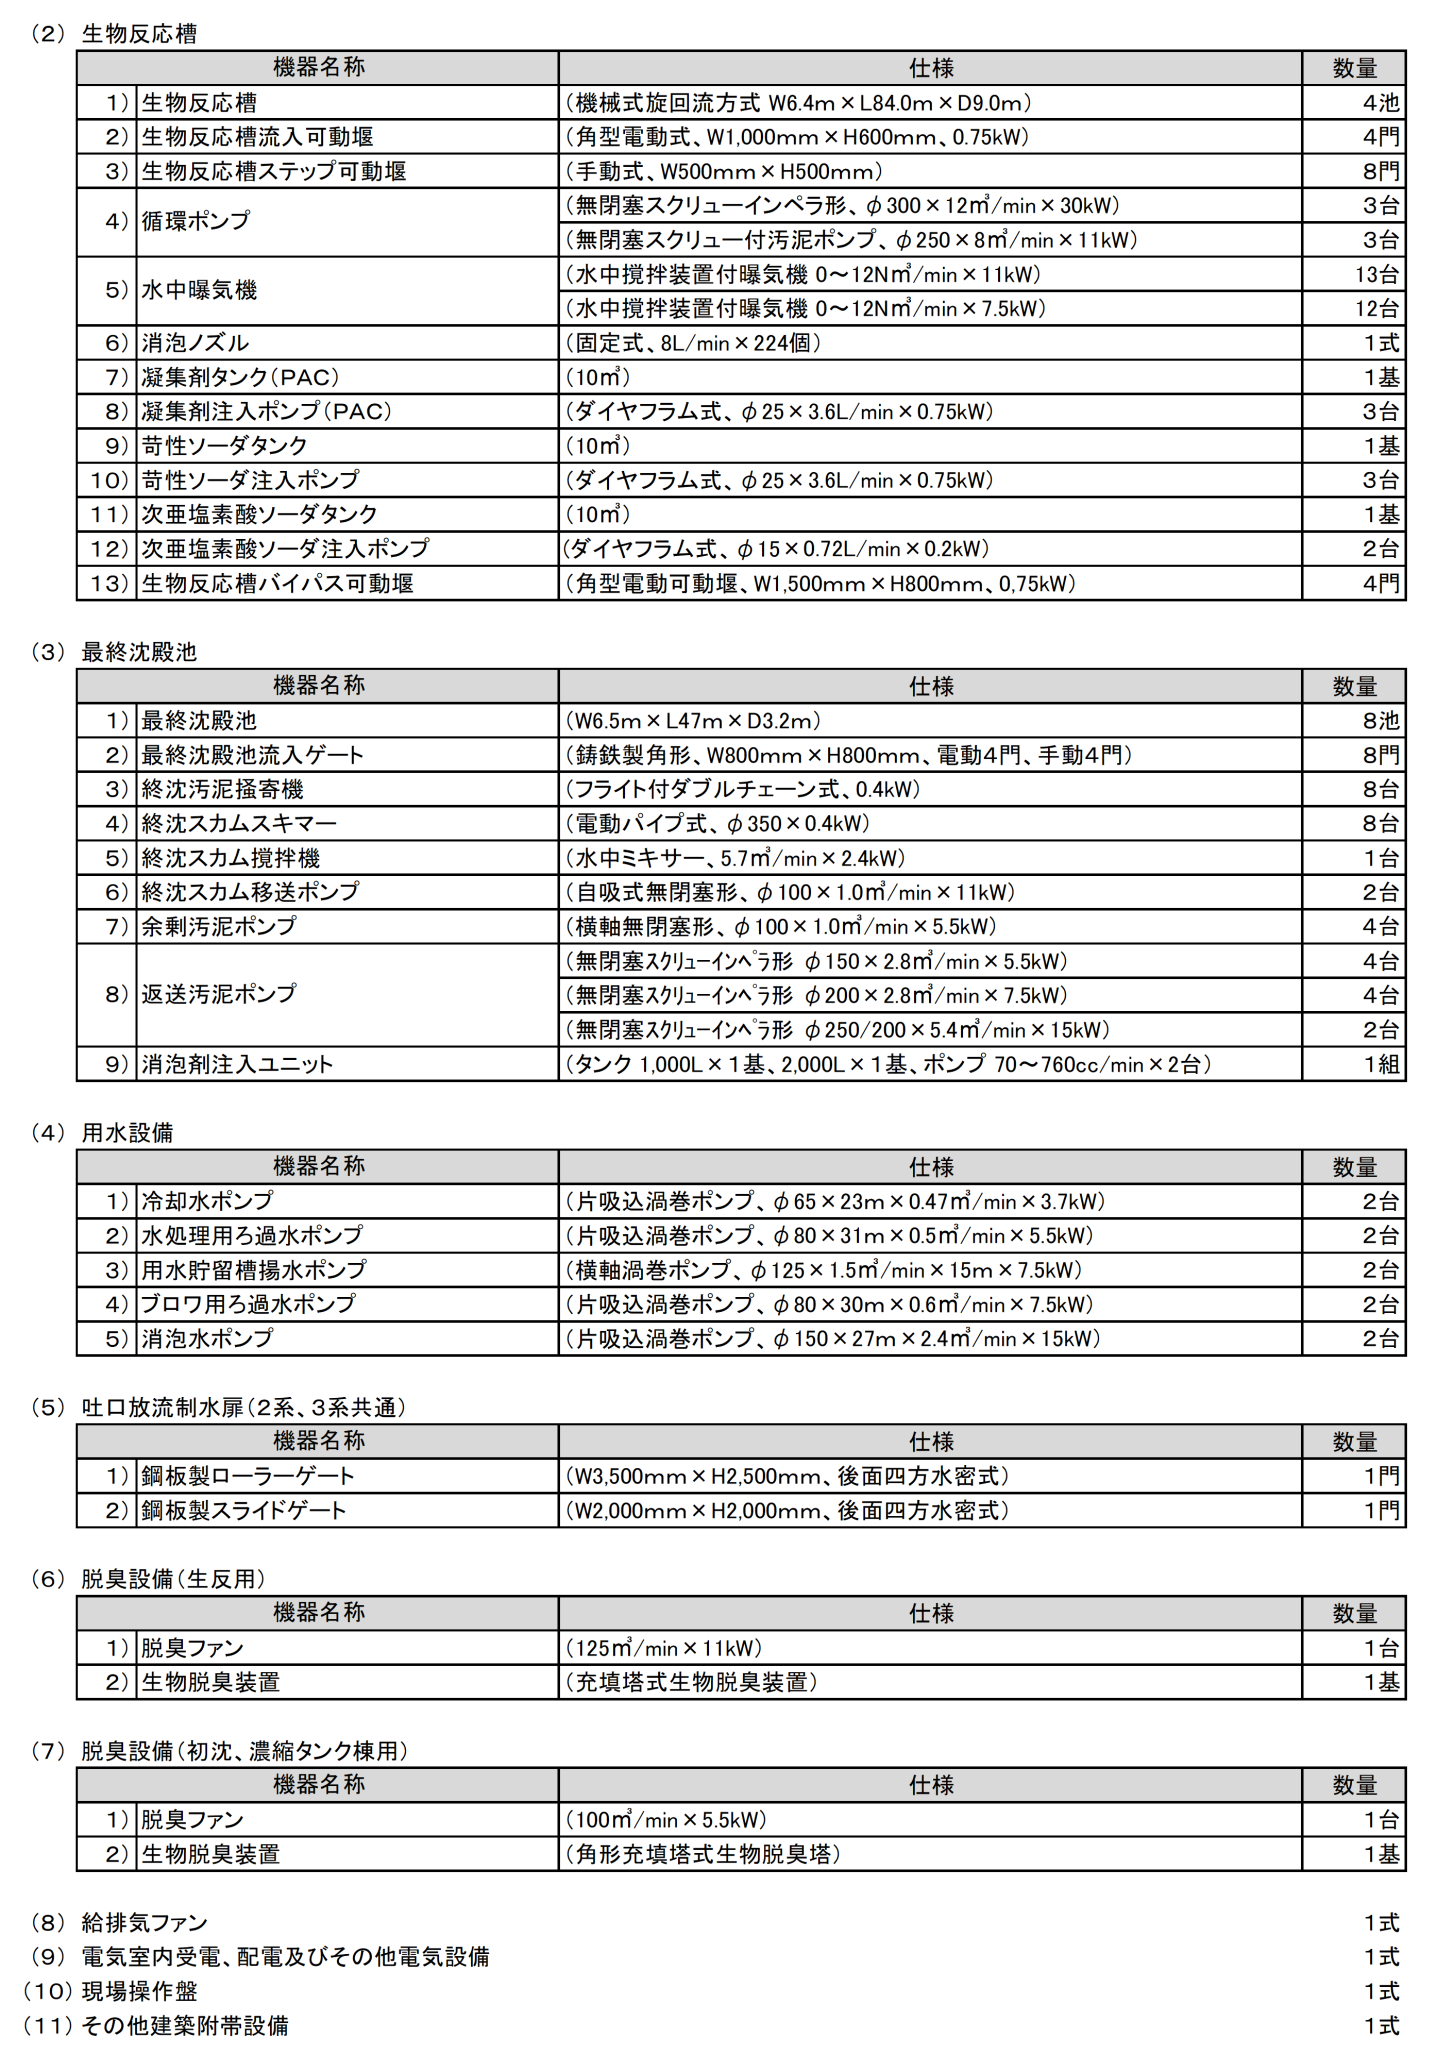 （２） 生物反応槽
機器名称 仕様 数量
１） 生物反応槽 （機械式旋回流方式 W6.4ｍ×L84.0ｍ×D9.0ｍ） ４池
２） 生物反応槽流入可動堰 （角型電動式、W1,000ｍｍ×H600ｍｍ、0.75kW） ４門
３） 生物反応槽ステップ可動堰 （手動式、W500ｍｍ×H500ｍｍ） ８門
４） 循環ポンプ （無閉塞スクリューインペラ形、φ300×12㎥/min×30kW） ３台
（無閉塞スクリュー付汚泥ポンプ、φ250×8㎥/min×11kW） ３台
５） 水中曝気機 （水中撹拌装置付曝気機 0～12N㎥/min×11kW） 13台
（水中撹拌装置付曝気機 0～12N㎥/min×7.5kW） 12台
６） 消泡ノズル （固定式、8L/min×224個） １式
７） 凝集剤タンク（ＰＡＣ） （10㎥） １基
８） 凝集剤注入ポンプ（ＰＡＣ） （ダイヤフラム式、φ25×3.6L/min×0.75kW） ３台
９） 苛性ソーダタンク （10㎥） １基
１０） 苛性ソーダ注入ポンプ （ダイヤフラム式、φ25×3.6L/min×0.75kW） ３台
１１） 次亜塩素酸ソーダタンク （10㎥） １基
１２） 次亜塩素酸ソーダ注入ポンプ （ダイヤフラム式、φ15×0.72L/min×0.2kW） ２台
１３） 生物反応槽バイパス可動堰 （角型電動可動堰、W1,500ｍｍ×H800ｍｍ、0,75kW） ４門
（３） 最終沈殿池
機器名称 仕様 数量
１） 最終沈殿池 （W6.5ｍ×L47ｍ×D3.2ｍ） ８池
２） 最終沈殿池流入ゲート （鋳鉄製角形、W800ｍｍ×H800ｍｍ、電動４門、手動４門） ８門
３） 終沈汚泥掻寄機 （フライト付ダブルチェーン式、0.4kW） ８台
４） 終沈スカムスキマー （電動パイプ式、φ350×0.4kW） ８台
５） 終沈スカム撹拌機 （水中ミキサー、5.7㎥/min×2.4kW） １台
６） 終沈スカム移送ポンプ （自吸式無閉塞形、φ100×1.0㎥/min×11kW） ２台
７） 余剰汚泥ポンプ （横軸無閉塞形、φ100×1.0㎥/min×5.5kW） ４台
８） 返送汚泥ポンプ （無閉塞ｽｸﾘｭｰｲﾝﾍﾟﾗ形 φ150×2.8㎥/min×5.5kW） ４台
（無閉塞ｽｸﾘｭｰｲﾝﾍﾟﾗ形 φ200×2.8㎥/min×7.5kW） ４台
（無閉塞ｽｸﾘｭｰｲﾝﾍﾟﾗ形 φ250/200×5.4㎥/min×15kW） ２台
９） 消泡剤注入ユニット （タンク 1,000L×１基、2,000L×１基、ポンプ 70～760cc/min×２台） １組
（４） 用水設備
機器名称 仕様 数量
１） 冷却水ポンプ （片吸込渦巻ポンプ、φ65×23ｍ×0.47㎥/min×3.7kW） ２台
２） 水処理用ろ過水ポンプ （片吸込渦巻ポンプ、φ80×31ｍ×0.5㎥/min×5.5kW） ２台
３） 用水貯留槽揚水ポンプ （横軸渦巻ポンプ、φ125×1.5㎥/min×15ｍ×7.5kW） ２台
４） ブロワ用ろ過水ポンプ （片吸込渦巻ポンプ、φ80×30ｍ×0.6㎥/min×7.5kW） ２台
５） 消泡水ポンプ （片吸込渦巻ポンプ、φ150×27ｍ×2.4㎥/min×15kW） ２台
（５） 吐口放流制水扉（２系、３系共通）
機器名称 仕様 数量
１） 鋼板製ローラーゲート （W3,500ｍｍ×H2,500ｍｍ、後面四方水密式） １門
２） 鋼板製スライドゲート （W2,000ｍｍ×H2,000ｍｍ、後面四方水密式） １門
（６） 脱臭設備（生反用）
機器名称 仕様 数量
１） 脱臭ファン （125㎥/min×11kW） １台
２） 生物脱臭装置 （充填塔式生物脱臭装置） １基
（７） 脱臭設備（初沈、濃縮タンク棟用）
機器名称 仕様 数量
１） 脱臭ファン （100㎥/min×5.5kW） １台
２） 生物脱臭装置 （角形充填塔式生物脱臭塔） １基
（８） 給排気ファン １式
（９） 電気室内受電、配電及びその他電気設備 １式
（１０） 現場操作盤 １式
（１１） その他建築附帯設備 １式